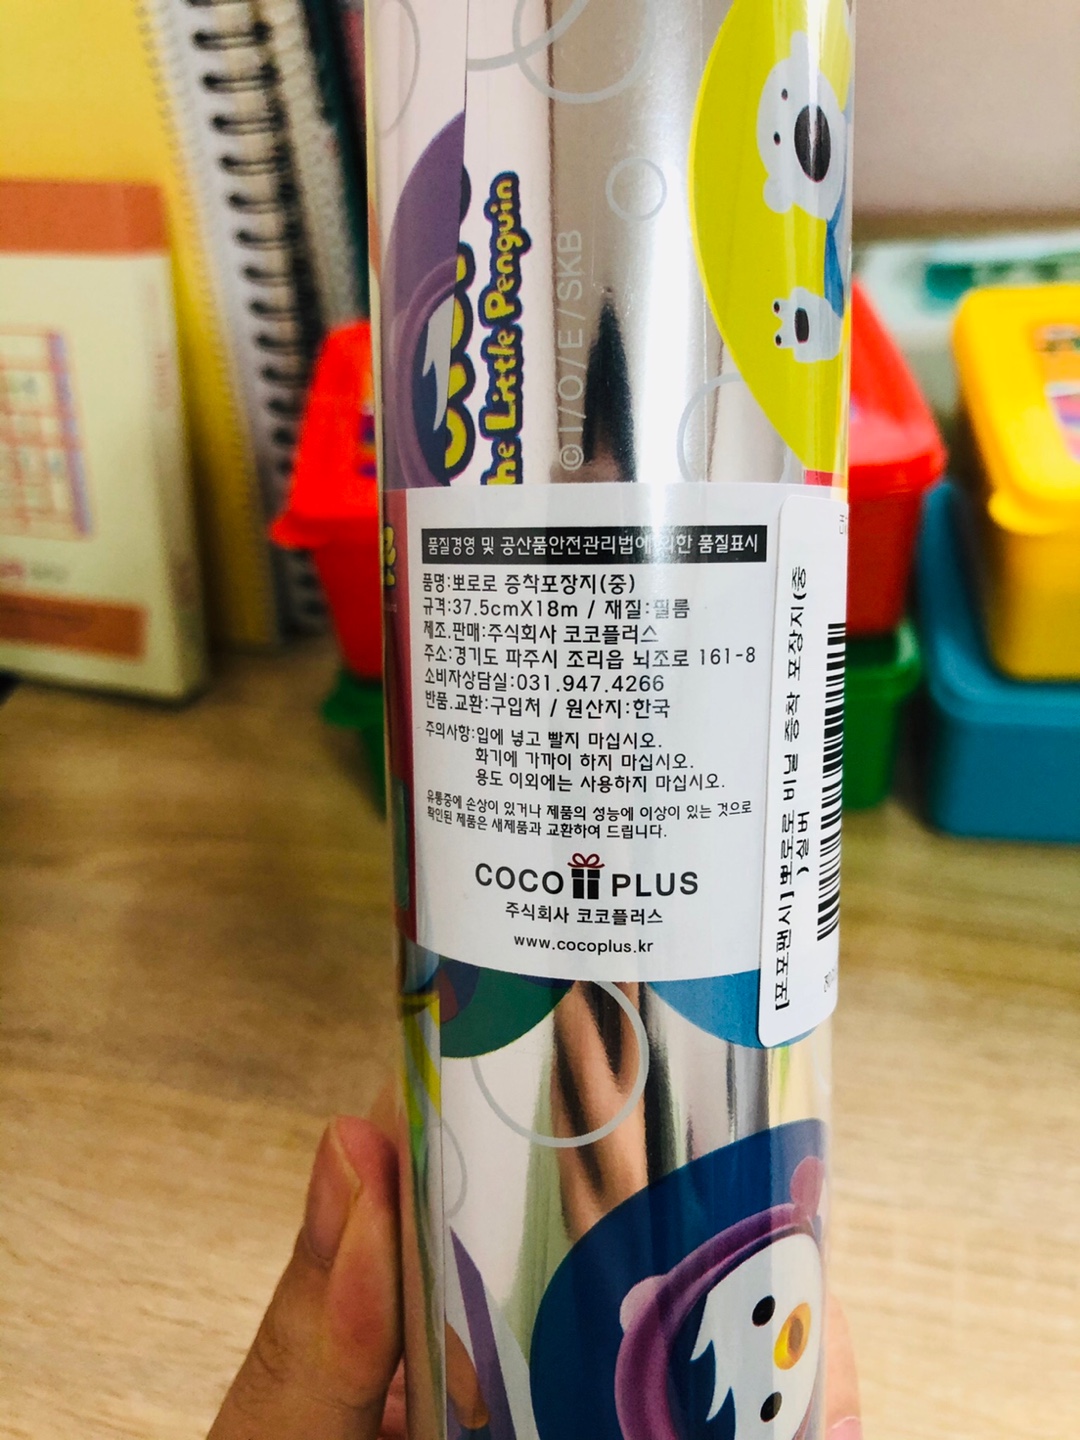 he Little Penguin
© I / O / E / SKB
품질경영 및 공산품안전관리법에 의한 품질표시
품명:뽀로로 증착포장지(중)
규격:37.5cmX18m / 재질:필름
제조.판매:주식회사 코코플러스
주소:경기도 파주시 조리읍 뇌조로 161-8
소비자상담실:031.947.4266
반품.교환:구입처 / 원산지:한국
주의사항:입에 넣고 빨지 마십시오.
화기에 가까이 하지 마십시오.
용도 이외에는 사용하지 마십시오.
유통중에 손상이 있거나 제품의 성능에 이상이 있는 것으로
확인된 제품은 새제품과 교환하여 드립니다.
COCO PLUS
주식회사 코코플러스
www.cocoplus.kr
[포포팬시] 뽀로로 비닐 증착 포장지(중
) 실버